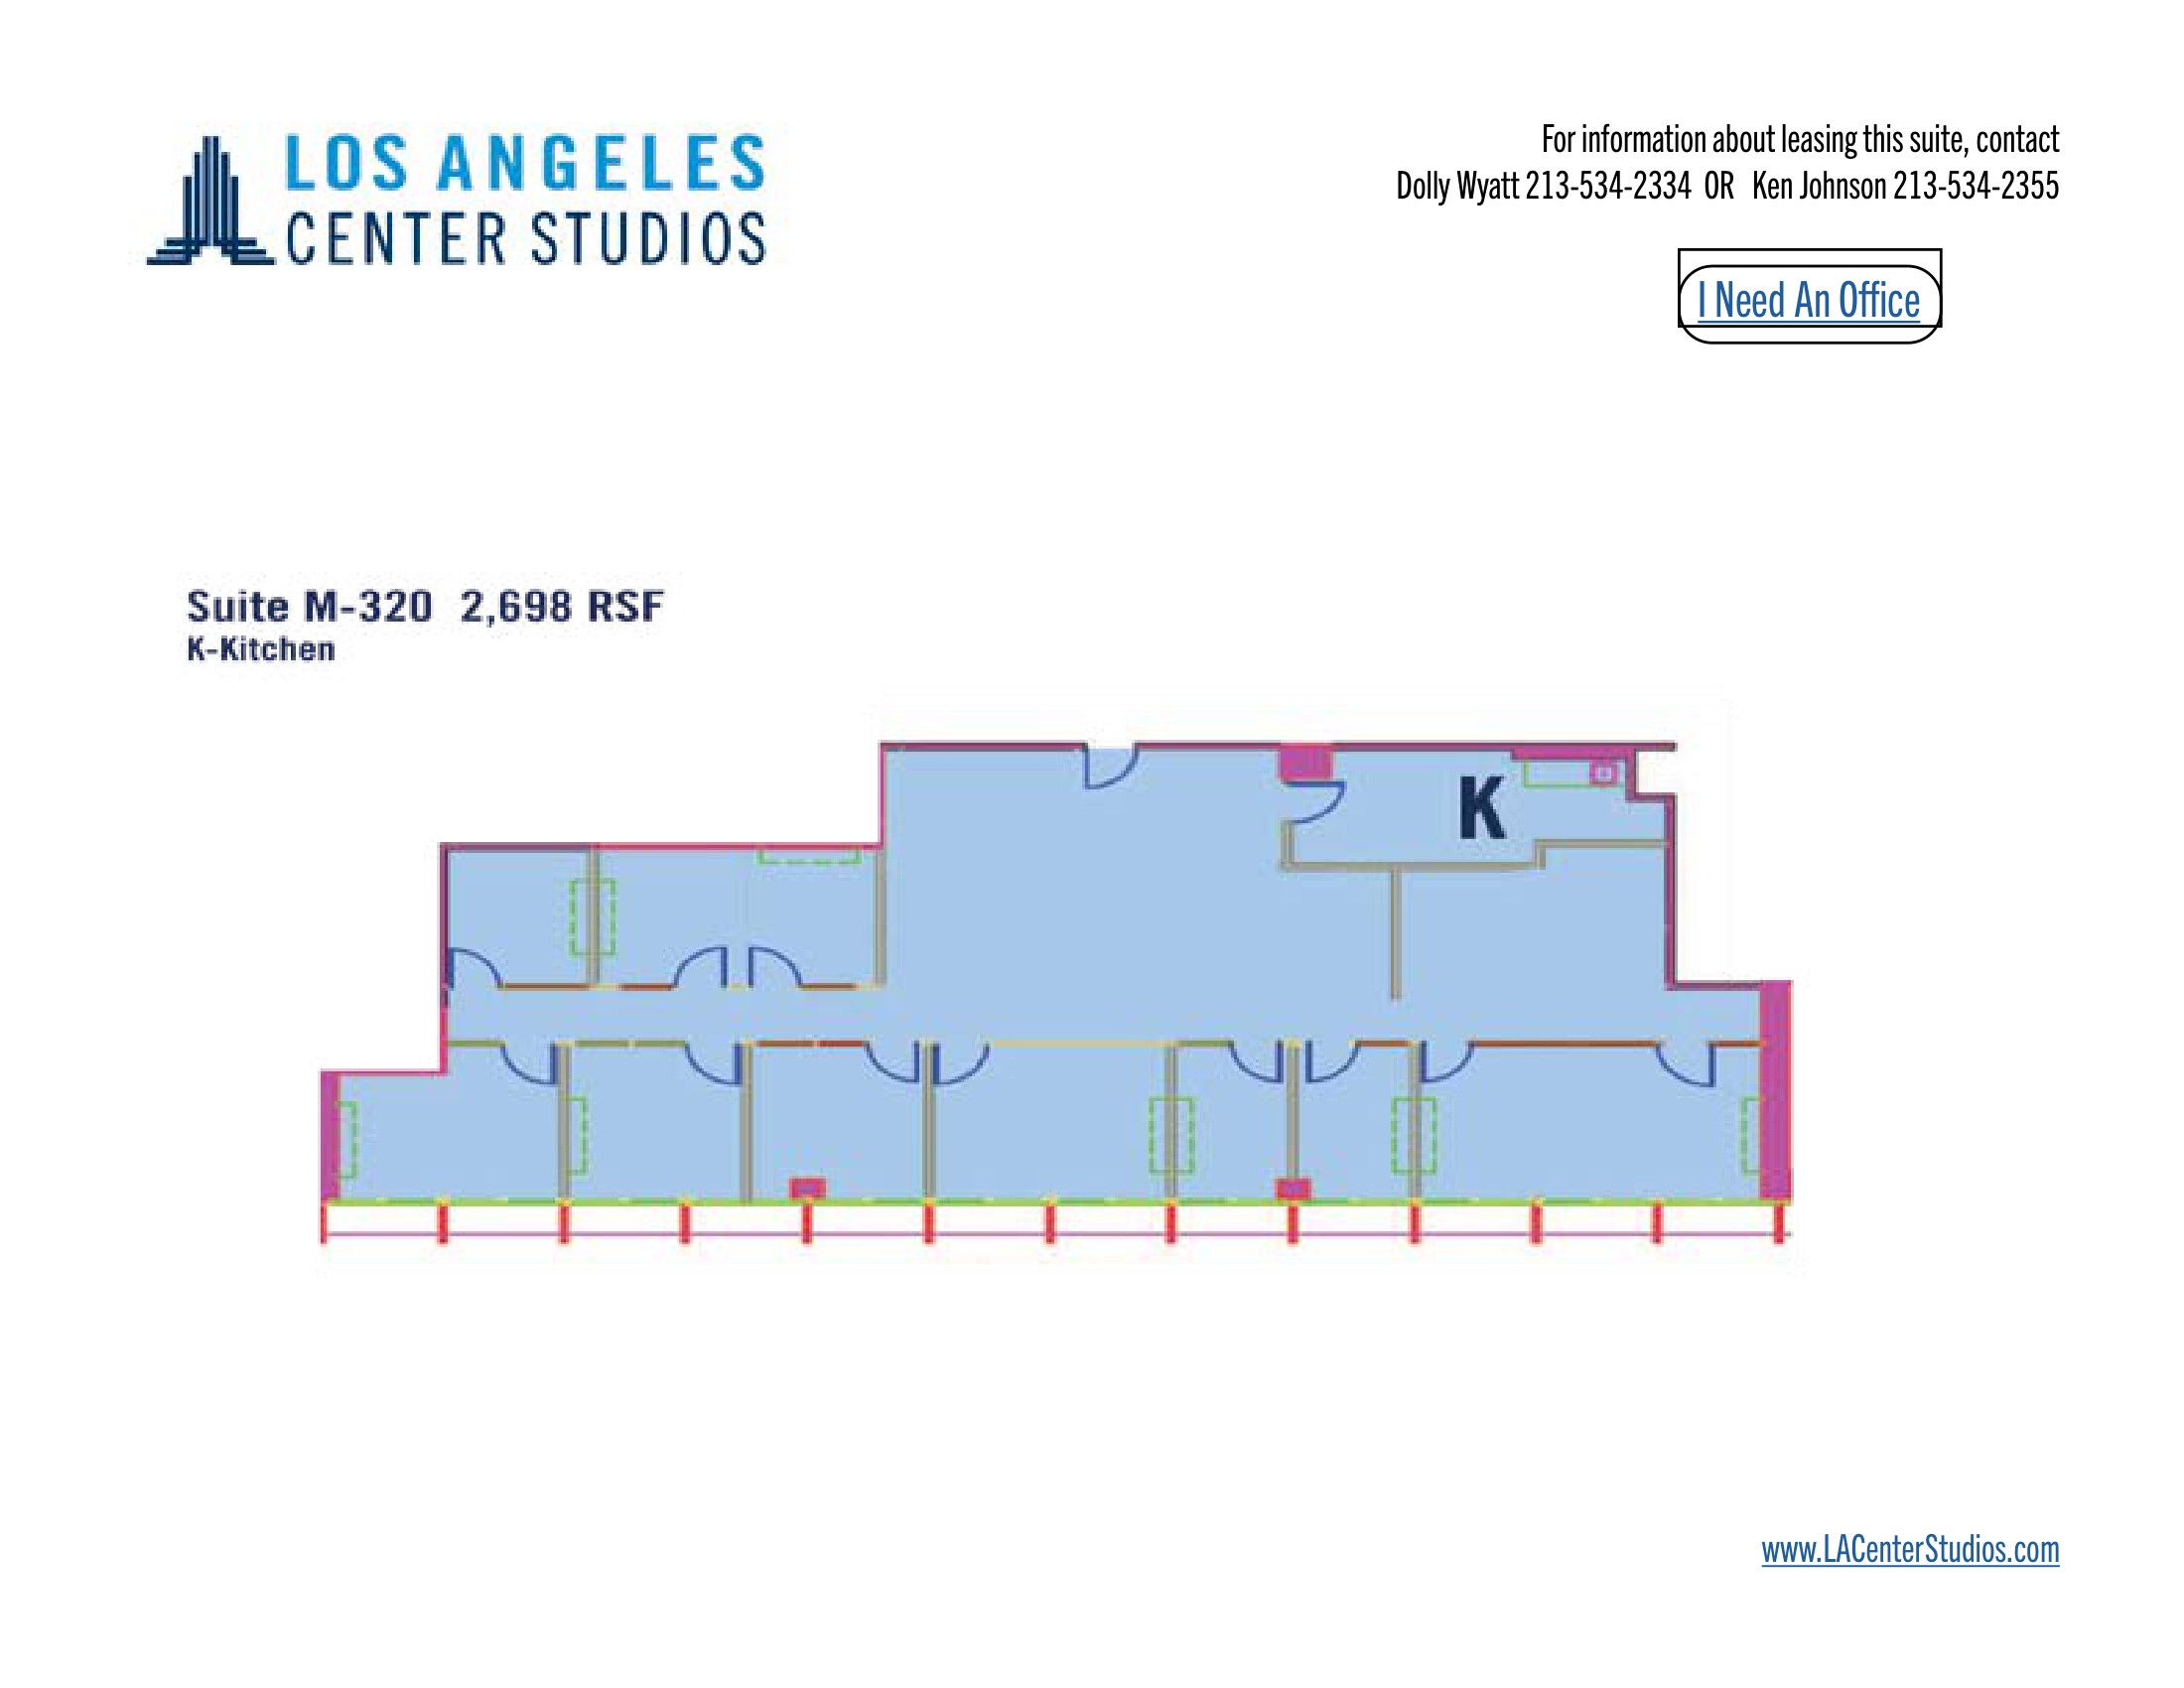 LOS ANGELES
CENTER STUDIOS
For information about leasing this suite, contact
Dolly Wyatt 213-534-2334 OR Ken Johnson 213-534-2355
I Need An Office
Suite M-320 2,698 RSF
K-Kitchen
K
www.LACenterStudios.com